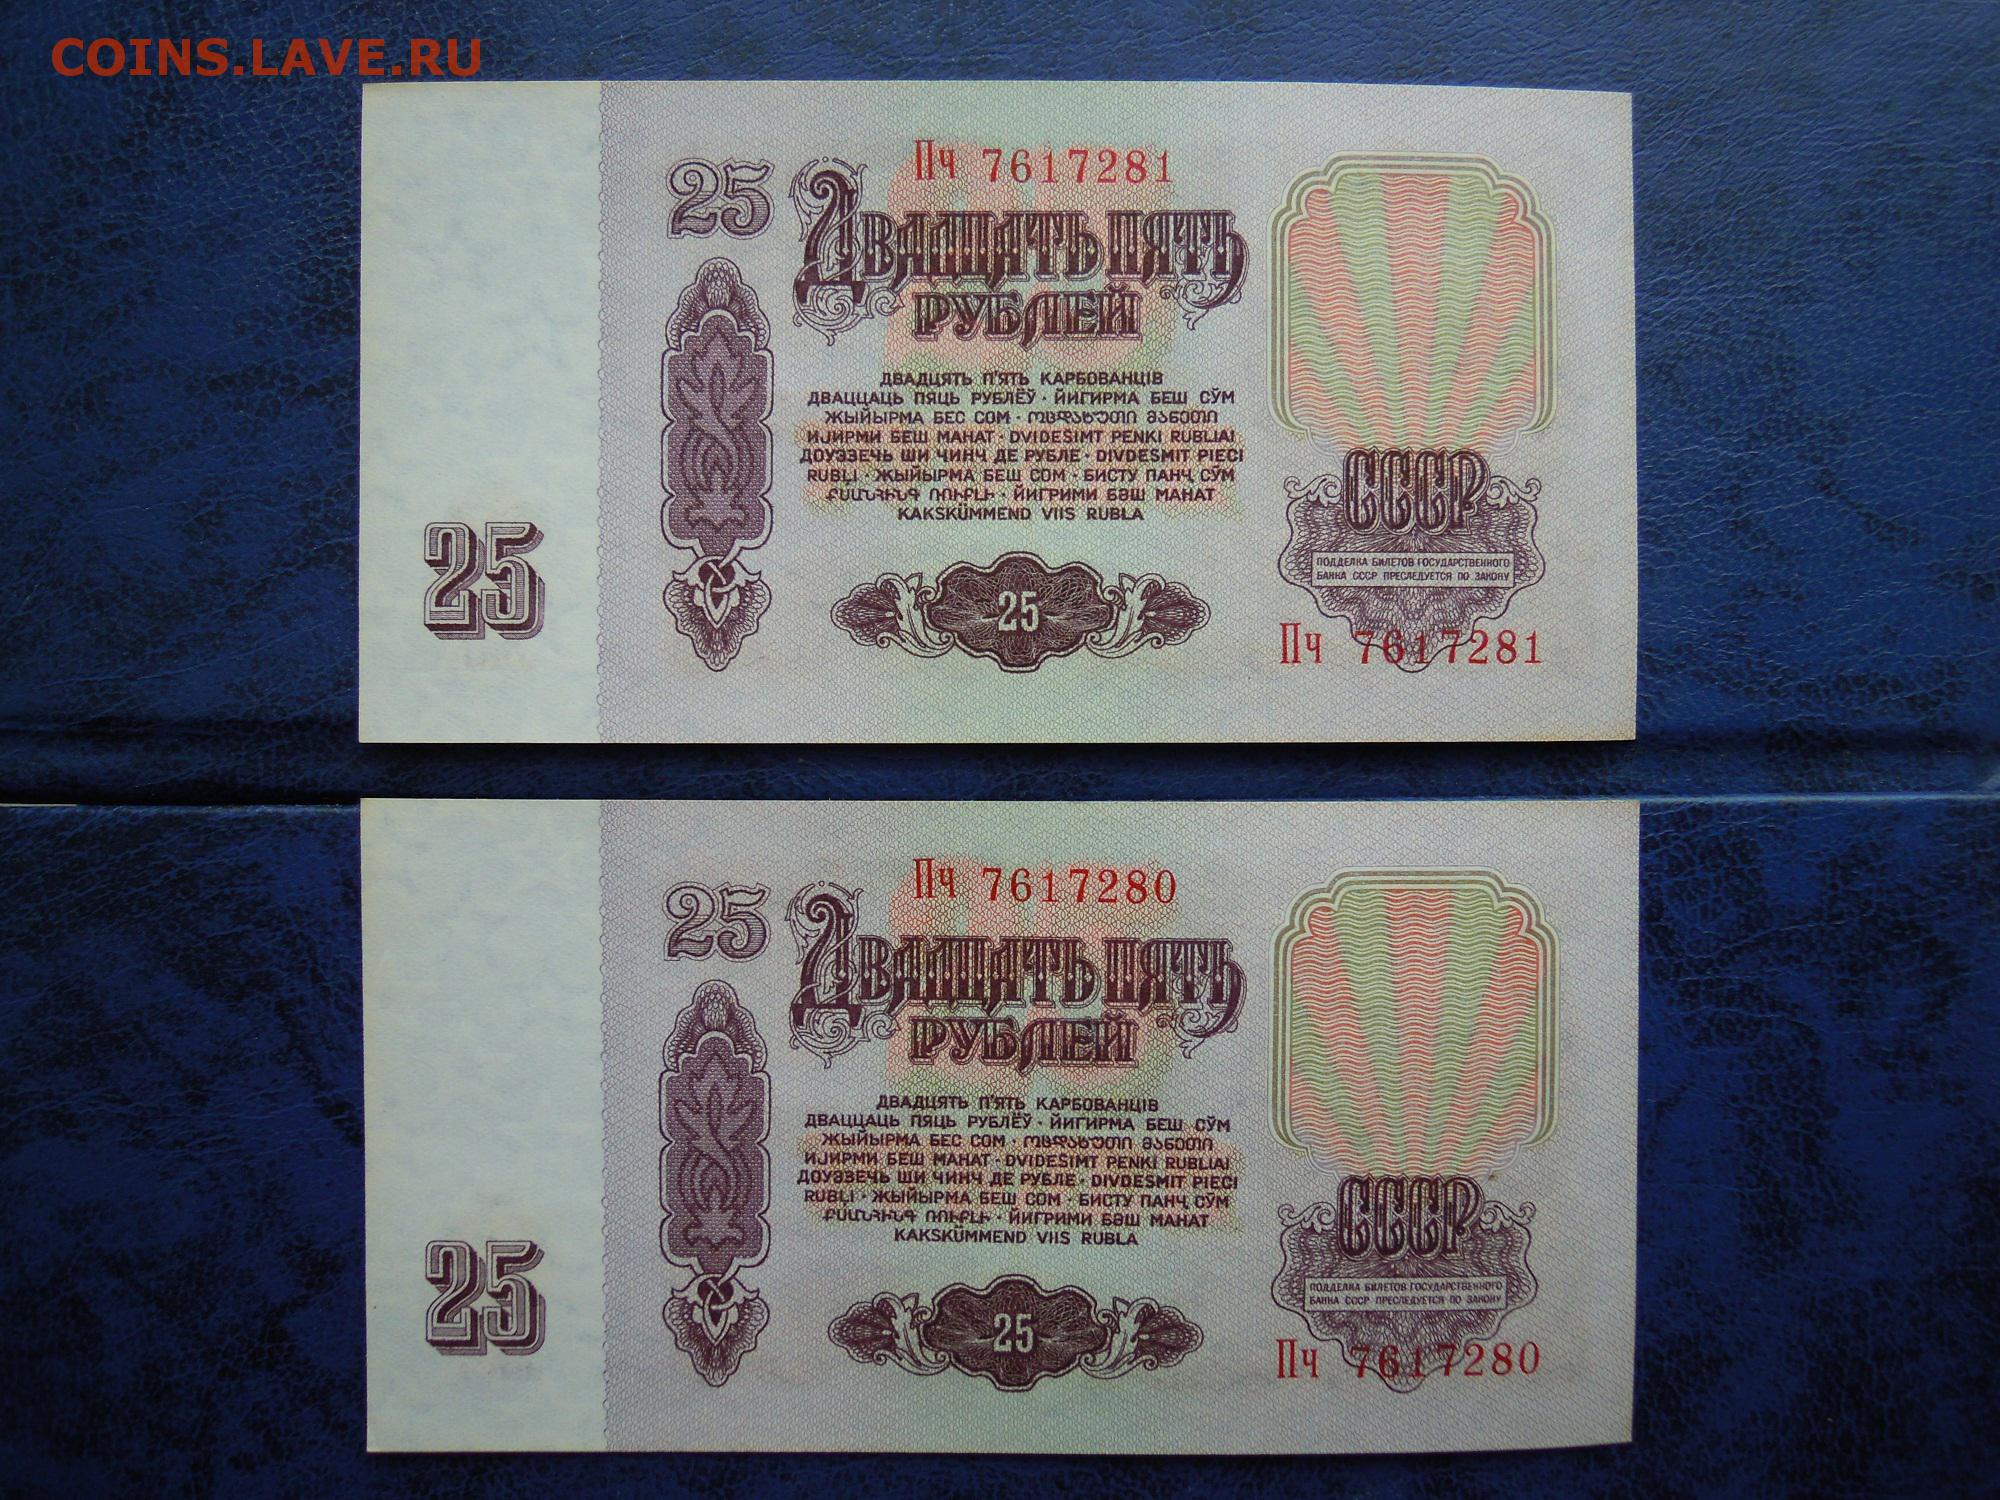 COINS.LAVE.RU
Пч 7617281
25
ДВАДЦАТЬ ПЯТЬ
РУБЛЕЙ
ДВАДЦЯТЬ П'ЯТЬ КАРБОВАНЦІВ
ДВАЦЦАЦЬ ПЯЦЬ РУБЛЁЎ · ЙИГИРМА БЕШ СЎМ
ЖЫЙЫРМА БЕС СОМ · ᲝᲪᲓᲐᲮᲣᲗᲘ ᲛᲐᲜᲔᲗᲘ
ИЈИРМИ БЕШ МАНАТ · DVIDEŠIMT PENKI RUBLIAI
ДОУЭЗЕЧЬ ШИ ЧИНЧ ДЕ РУБЛЕ · DIVDESMIT PIECI
RUBĻI · ЖЫЙЫРМА БЕШ СОМ · БИСТУ ПАНҶ СӮМ
ՔՍԱՆՀԻՆԳ ՌՈՒԲԼԻ · ЙИГРИМИ БӘШ МАНАТ
KAKSKÜMMEND VIIS RUBLA
СССР
ПОДДЕЛКА БИЛЕТОВ ГОСУДАРСТВЕННОГО
БАНКА СССР ПРЕСЛЕДУЕТСЯ ПО ЗАКОНУ
25
25
Пч 7617281
Пч 7617280
25
ДВАДЦАТЬ ПЯТЬ
РУБЛЕЙ
ДВАДЦЯТЬ П'ЯТЬ КАРБОВАНЦІВ
ДВАЦЦАЦЬ ПЯЦЬ РУБЛЁЎ · ЙИГИРМА БЕШ СЎМ
ЖЫЙЫРМА БЕС СОМ · ᲝᲪᲓᲐᲮᲣᲗᲘ ᲛᲐᲜᲔᲗᲘ
ИЈИРМИ БЕШ МАНАТ · DVIDEŠIMT PENKI RUBLIAI
ДОУЭЗЕЧЬ ШИ ЧИНЧ ДЕ РУБЛЕ · DIVDESMIT PIECI
RUBĻI · ЖЫЙЫРМА БЕШ СОМ · БИСТУ ПАНҶ СӮМ
ՔՍԱՆՀԻՆԳ ՌՈՒԲԼԻ · ЙИГРИМИ БӘШ МАНАТ
KAKSKÜMMEND VIIS RUBLA
СССР
ПОДДЕЛКА БИЛЕТОВ ГОСУДАРСТВЕННОГО
БАНКА СССР ПРЕСЛЕДУЕТСЯ ПО ЗАКОНУ
25
25
Пч 7617280